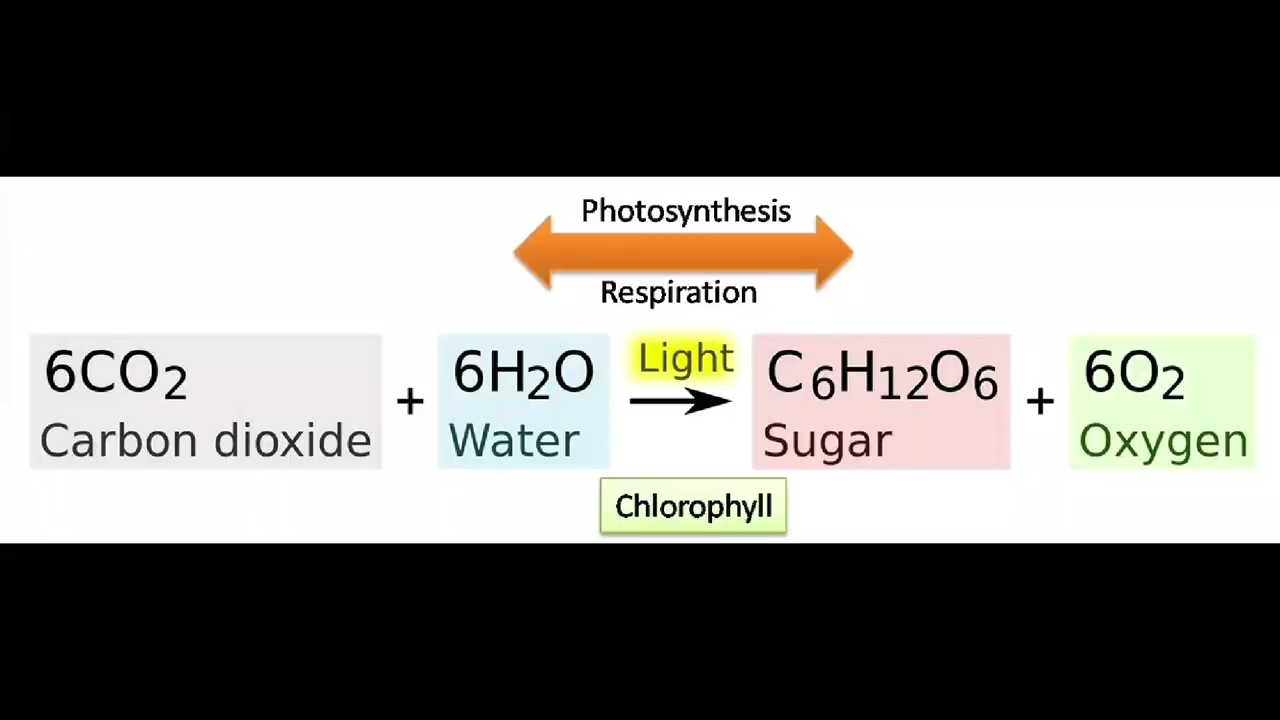 Photosynthesis
Respiration
6CO₂ + 6H₂O Light → C₆H₁₂O₆ + 6O₂
Carbon dioxide Water Sugar Oxygen
Chlorophyll